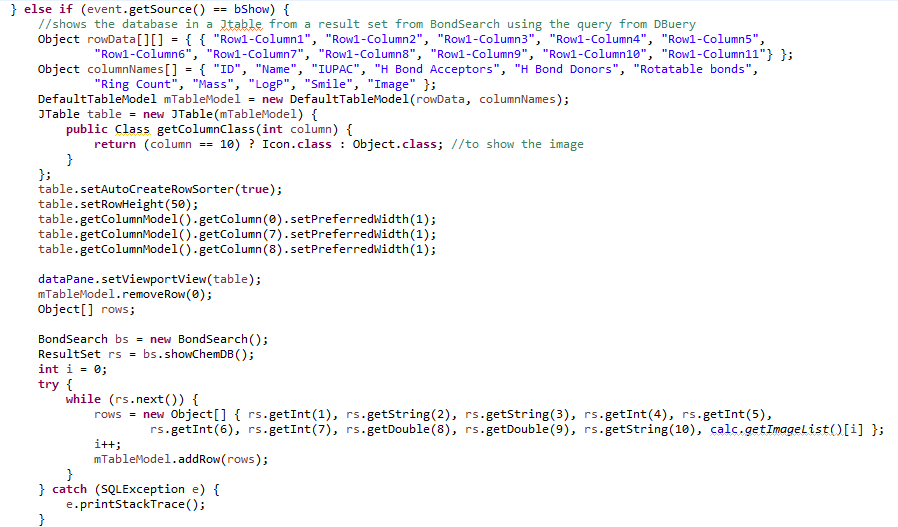 } else if (event.getSource() == bShow) {
//shows the database in a Jtable from a result set from BondSearch using the query from DBuery
Object rowData[][] = { { "Row1-Column1", "Row1-Column2", "Row1-Column3", "Row1-Column4", "Row1-Column5",
"Row1-Column6", "Row1-Column7", "Row1-Column8", "Row1-Column9", "Row1-Column10", "Row1-Column11"} };
Object columnNames[] = { "ID", "Name", "IUPAC", "H Bond Acceptors", "H Bond Donors", "Rotatable bonds",
"Ring Count", "Mass", "LogP", "Smile", "Image" };
DefaultTableModel mTableModel = new DefaultTableModel(rowData, columnNames);
JTable table = new JTable(mTableModel) {
public Class getColumnClass(int column) {
return (column == 10) ? Icon.class : Object.class; //to show the image
}
};
table.setAutoCreateRowSorter(true);
table.setRowHeight(50);
table.getColumnModel().getColumn(0).setPreferredWidth(1);
table.getColumnModel().getColumn(7).setPreferredWidth(1);
table.getColumnModel().getColumn(8).setPreferredWidth(1);
dataPane.setViewportView(table);
mTableModel.removeRow(0);
Object[] rows;
BondSearch bs = new BondSearch();
ResultSet rs = bs.showChemDB();
int i = 0;
try {
while (rs.next()) {
rows = new Object[] { rs.getInt(1), rs.getString(2), rs.getString(3), rs.getInt(4), rs.getInt(5),
rs.getInt(6), rs.getInt(7), rs.getDouble(8), rs.getDouble(9), rs.getString(10), calc.getImageList()[i] };
i++;
mTableModel.addRow(rows);
}
} catch (SQLException e) {
e.printStackTrace();
}